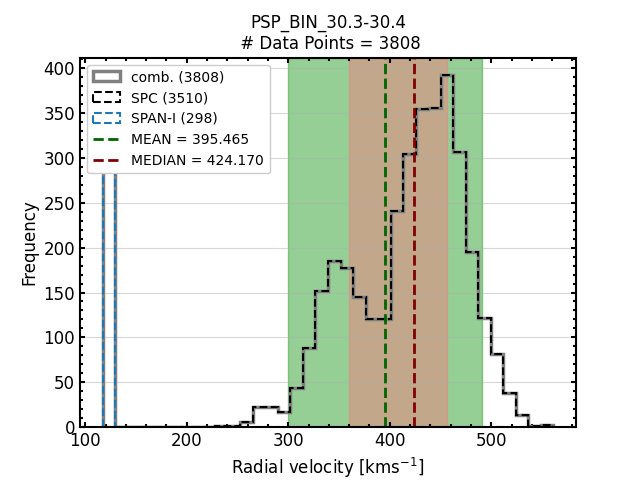 PSP_BIN_30.3-30.4
# Data Points = 3808
comb. (3808)
SPC (3510)
SPAN-I (298)
MEAN = 395.465
MEDIAN = 424.170
Frequency
400
350
300
250
200
150
100
50
0
100 200 300 400 500
Radial velocity [kms⁻¹]